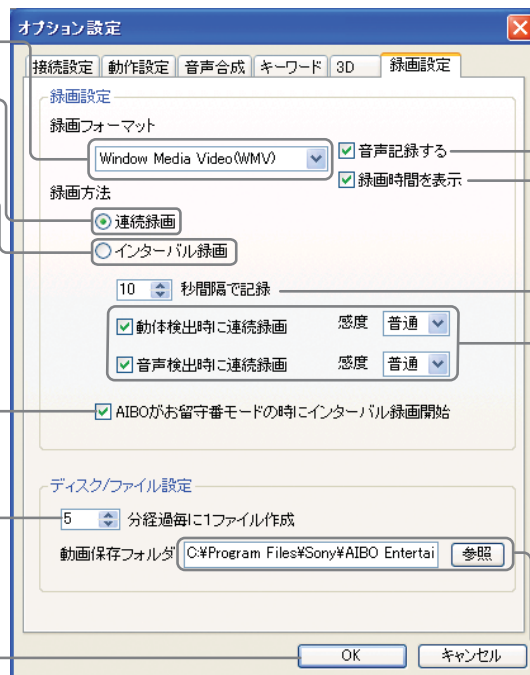 オプション設定
接続設定 動作設定 音声合成 キーワード 3D 録画設定
録画設定
録画フォーマット
Window Media Video(WMV) 音声記録する
録画時間を表示
録画方法
連続録画
インターバル録画
10 秒間隔で記録
動体検出時に連続録画 感度 普通
音声検出時に連続録画 感度 普通
AIBOがお留守番モードの時にインターバル録画開始
ディスク/ファイル設定
5 分経過毎に1ファイル作成
動画保存フォルダ C:¥Program Files¥Sony¥AIBO Entertai 参照
OK キャンセル